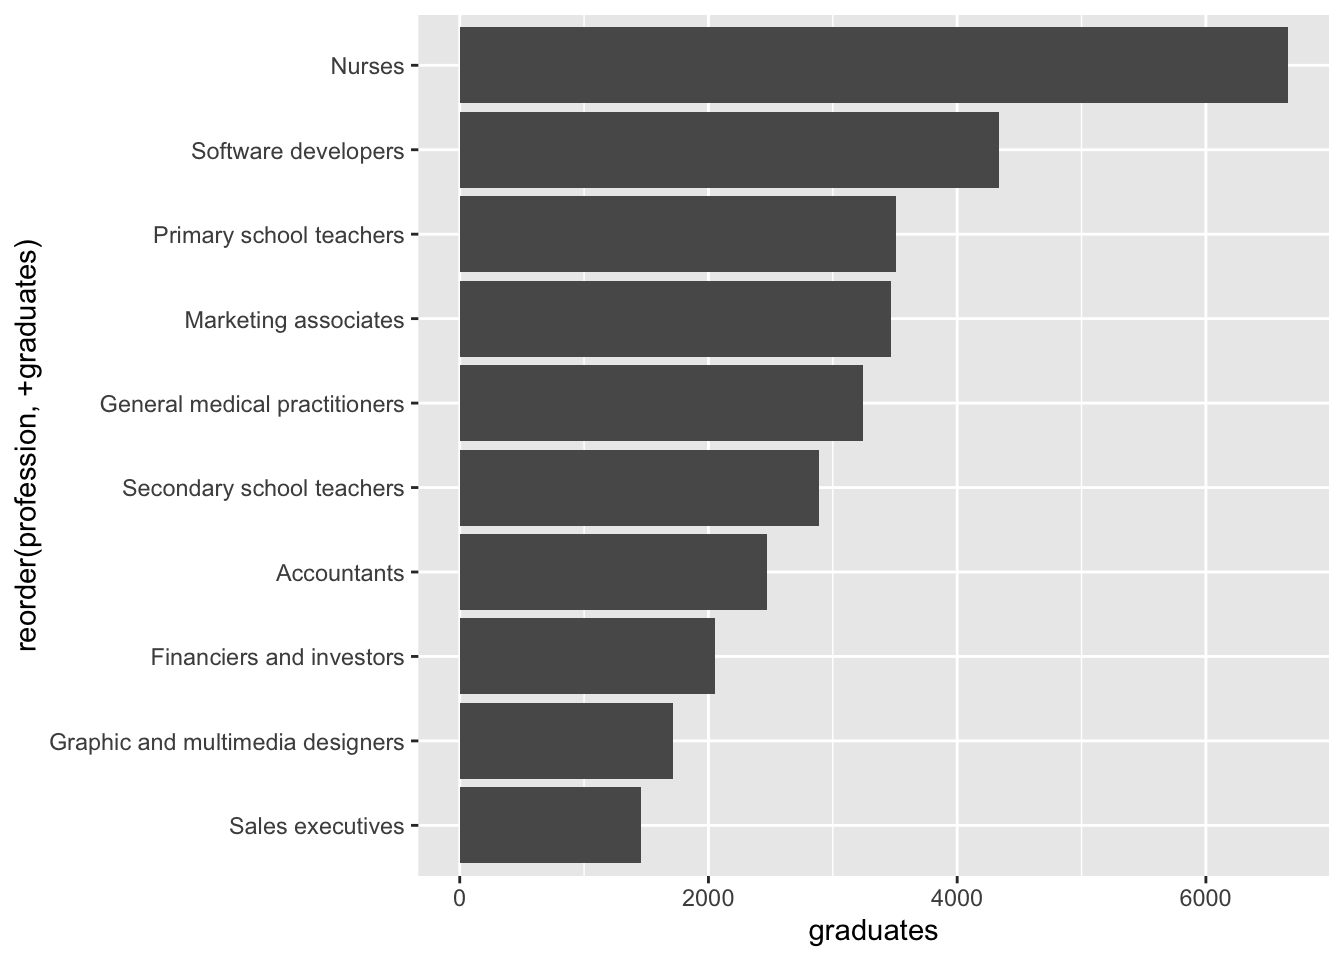 reorder(profession, +graduates)
Nurses
Software developers
Primary school teachers
Marketing associates
General medical practitioners
Secondary school teachers
Accountants
Financiers and investors
Graphic and multimedia designers
Sales executives
0 2000 4000 6000
graduates